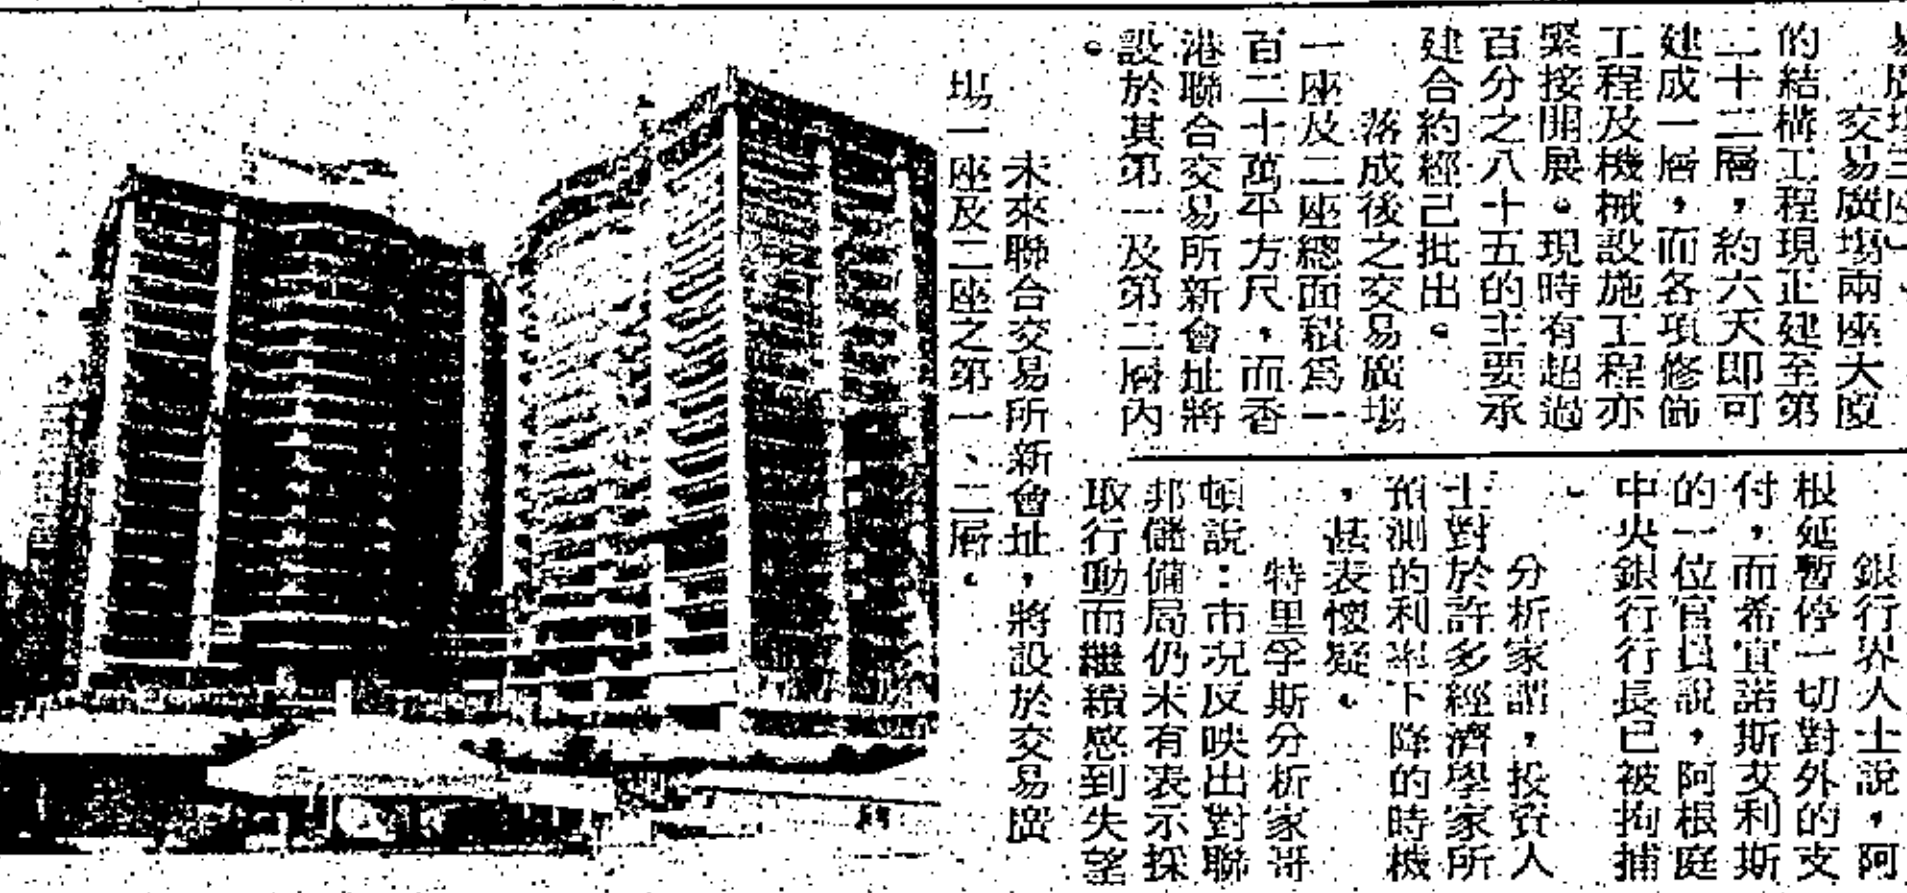 交易廣場兩座大廈
的結構工程現正建至第
二十二層，約六天即可
建成一層，而各項修飾
工程及機械設施工程亦
緊接開展。現時有超過
百分之八十五的主要承
建合約經己批出。
落成後之交易廣場
一座及二座總面積爲一
百二十萬平方尺，而香
港聯合交易所新會址將
設於其第一及第二層內
。
未來聯合交易所新會址，將設於交易廣
場一座及二座之第一、二層。
銀行界人士說，阿
根延暫停一切對外的支
付，而希宜諾斯艾利斯
的一位官員說，阿根庭
中央銀行行長已被拘捕
。
分析家謂，投資人
士對於許多經濟學家所
預測的利率下降的時機
，甚表懷疑。
特里孚斯分析家哥
頓說：市况反映出對聯
邦儲備局仍未有表示採
取行動而繼續感到失望